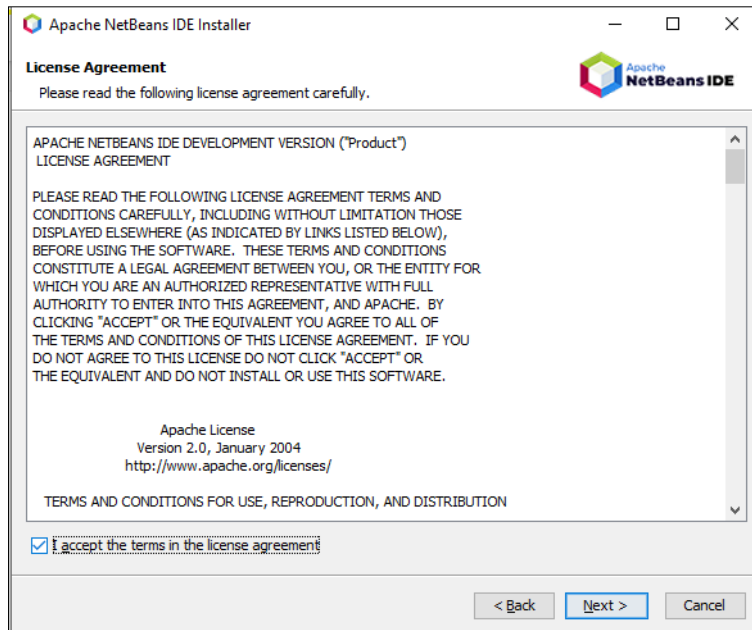 Apache NetBeans IDE Installer
License Agreement
Please read the following license agreement carefully.
Apache
NetBeans IDE
APACHE NETBEANS IDE DEVELOPMENT VERSION ("Product")
LICENSE AGREEMENT
PLEASE READ THE FOLLOWING LICENSE AGREEMENT TERMS AND
CONDITIONS CAREFULLY, INCLUDING WITHOUT LIMITATION THOSE
DISPLAYED ELSEWHERE (AS INDICATED BY LINKS LISTED BELOW),
BEFORE USING THE SOFTWARE.  THESE TERMS AND CONDITIONS
CONSTITUTE A LEGAL AGREEMENT BETWEEN YOU, OR THE ENTITY FOR
WHICH YOU ARE AN AUTHORIZED REPRESENTATIVE WITH FULL
AUTHORITY TO ENTER INTO THIS AGREEMENT, AND APACHE.  BY
CLICKING "ACCEPT" OR THE EQUIVALENT YOU AGREE TO ALL OF
THE TERMS AND CONDITIONS OF THIS LICENSE AGREEMENT.  IF YOU
DO NOT AGREE TO THIS LICENSE DO NOT CLICK "ACCEPT" OR
THE EQUIVALENT AND DO NOT INSTALL OR USE THIS SOFTWARE.
Apache License
Version 2.0, January 2004
http://www.apache.org/licenses/
TERMS AND CONDITIONS FOR USE, REPRODUCTION, AND DISTRIBUTION
I accept the terms in the license agreement
< Back
Next >
Cancel